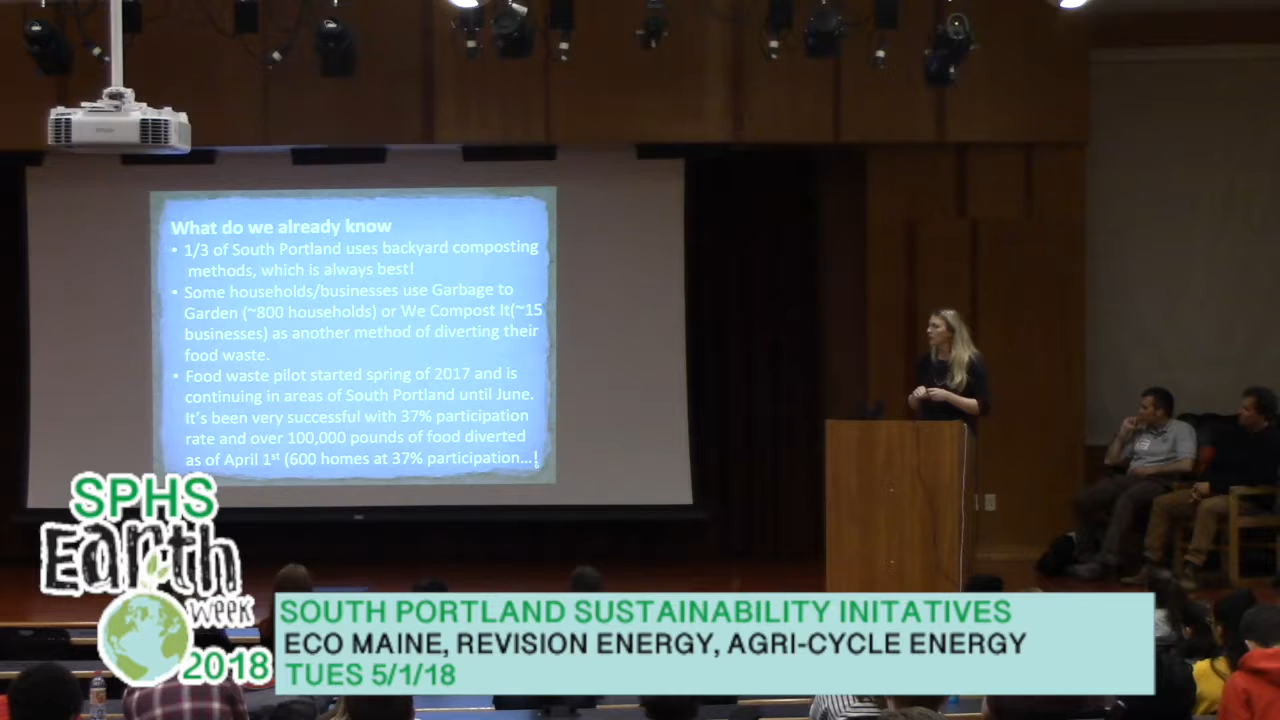 What do we already know
• 1/3 of South Portland uses backyard composting
methods, which is always best!
• Some households/businesses use Garbage to
Garden (~800 households) or We Compost It(~15
businesses) as another method of diverting their
food waste.
• Food waste pilot started spring of 2017 and is
continuing in areas of South Portland until June.
It's been very successful with 37% participation
rate and over 100,000 pounds of food diverted
as of April 1st (600 homes at 37% participation...!
SPHS
Earth
Week
2018
SOUTH PORTLAND SUSTAINABILITY INITATIVES
ECO MAINE, REVISION ENERGY, AGRI-CYCLE ENERGY
TUES 5/1/18